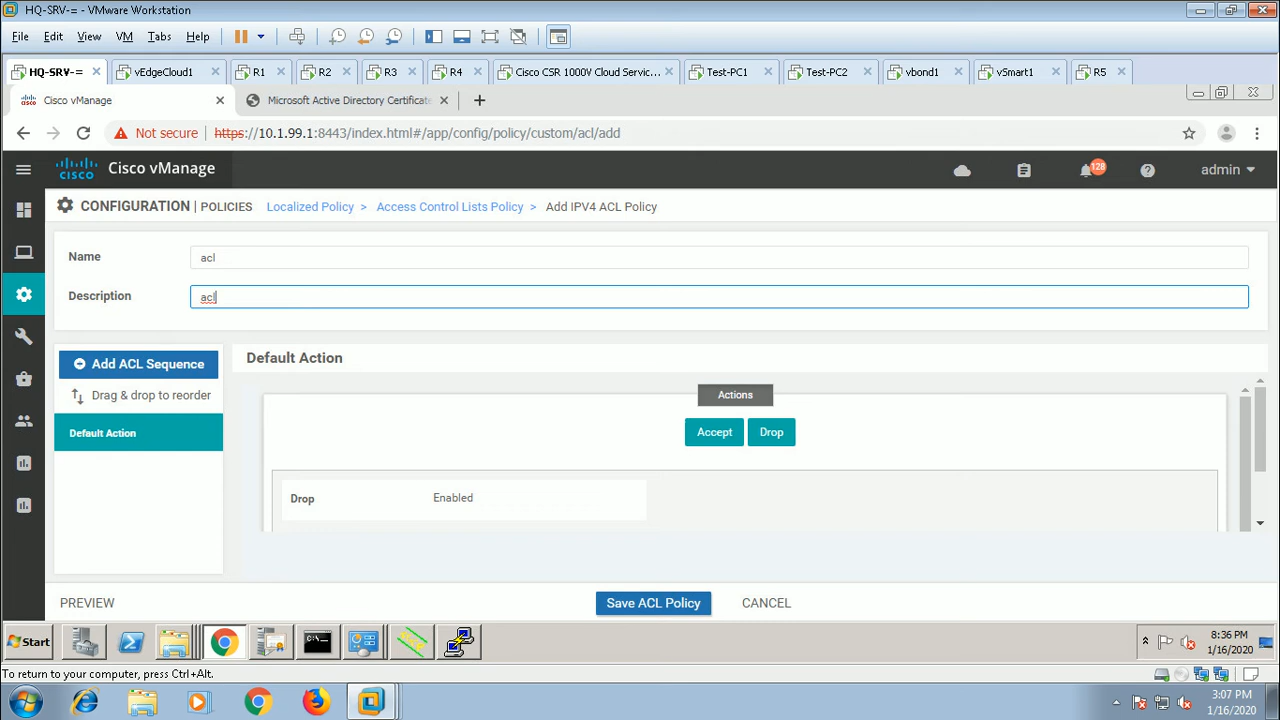 HQ-SRV-= - VMware Workstation
File Edit View VM Tabs Help
HQ-SRV-= vEdgeCloud1 R1 R2 R3 R4 Cisco CSR 1000V Cloud Servic... Test-PC1 Test-PC2 vbond1 vSmart1 R5
Cisco vManage Microsoft Active Directory Certificate
Not secure https://10.1.99.1:8443/index.html#/app/config/policy/custom/acl/add
CISCO Cisco vManage 128 admin
CONFIGURATION | POLICIES Localized Policy > Access Control Lists Policy > Add IPV4 ACL Policy
Name acl
Description acl
Add ACL Sequence Default Action
Drag & drop to reorder Actions
Default Action Accept Drop
Drop Enabled
PREVIEW Save ACL Policy CANCEL
Start 8:36 PM
1/16/2020
To return to your computer, press Ctrl+Alt.
3:07 PM
1/16/2020